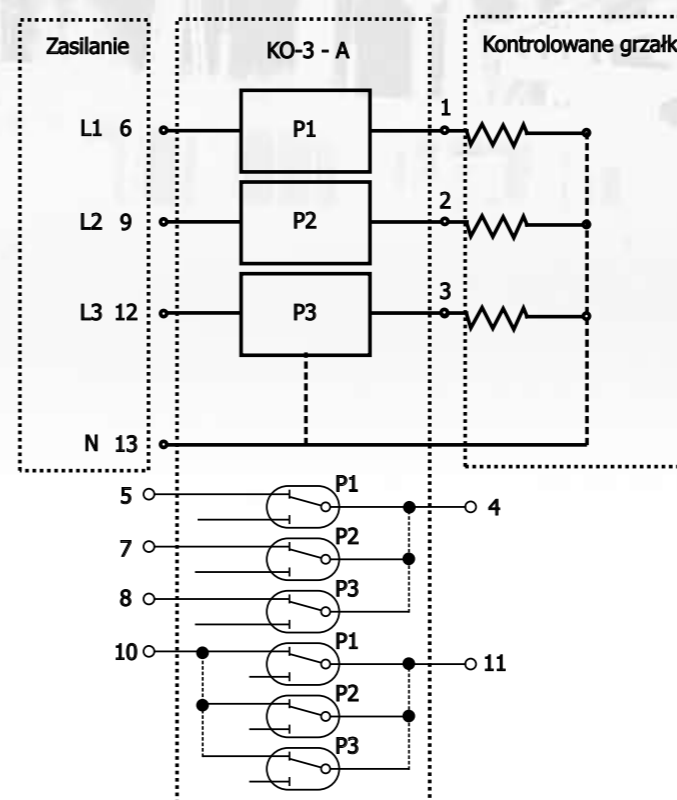 Zasilanie
KO-3 - A
Kontrolowane grzałk
L1 6
P1
1
L2 9
P2
2
L3 12
P3
3
N 13
5
P1
4
7
P2
8
P3
10
P1
11
P2
P3